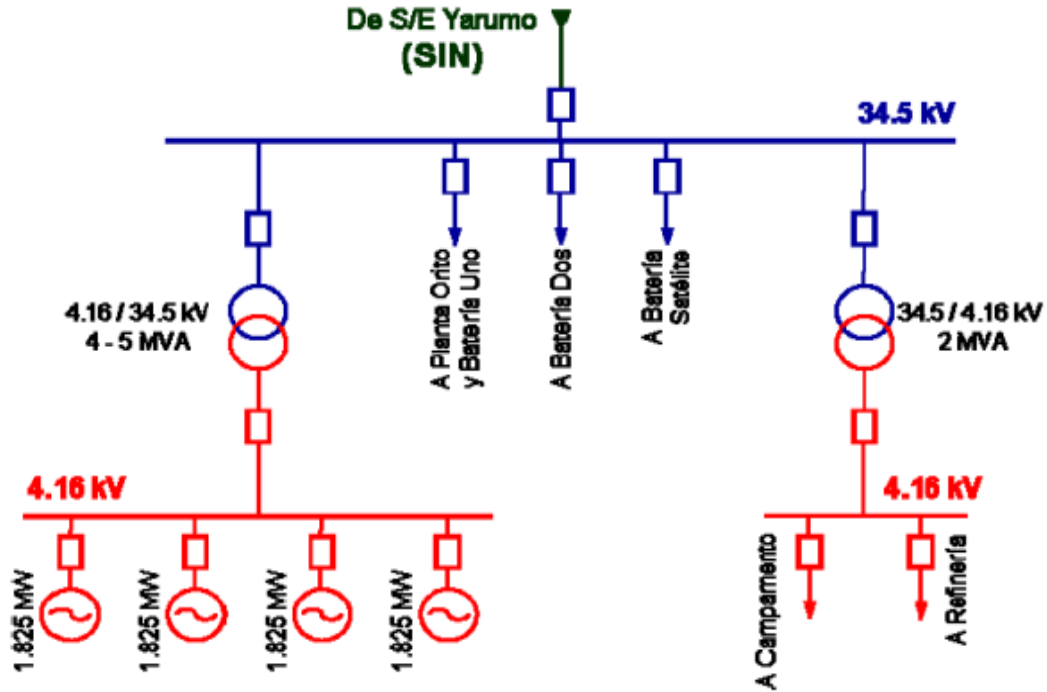 De S/E Yarumo
(SIN)
34.5 kV
4.16 / 34.5 kV
4 - 5 MVA
A Planta Orito
y Batería Uno
A Batería Dos
A Batería
Satélite
34.5 / 4.16 kV
2 MVA
4.16 kV
4.16 kV
1.825 MW
1.825 MW
1.825 MW
1.825 MW
A Campamento
A Refinería